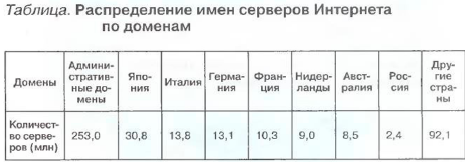 Таблица. Распределение имен серверов Интернета
по доменам
Домены
Админи-
стратив-
ные до-
мены
Япо-
ния
Италия
Герма-
ния
Фран-
ция
Нидер-
ланды
Авст-
ралия
Рос-
сия
Дру-
гие
стра-
ны
Количест-
во серве-
ров (млн)
253,0
30,8
13,8
13,1
10,3
9,0
8,5
2,4
92,1